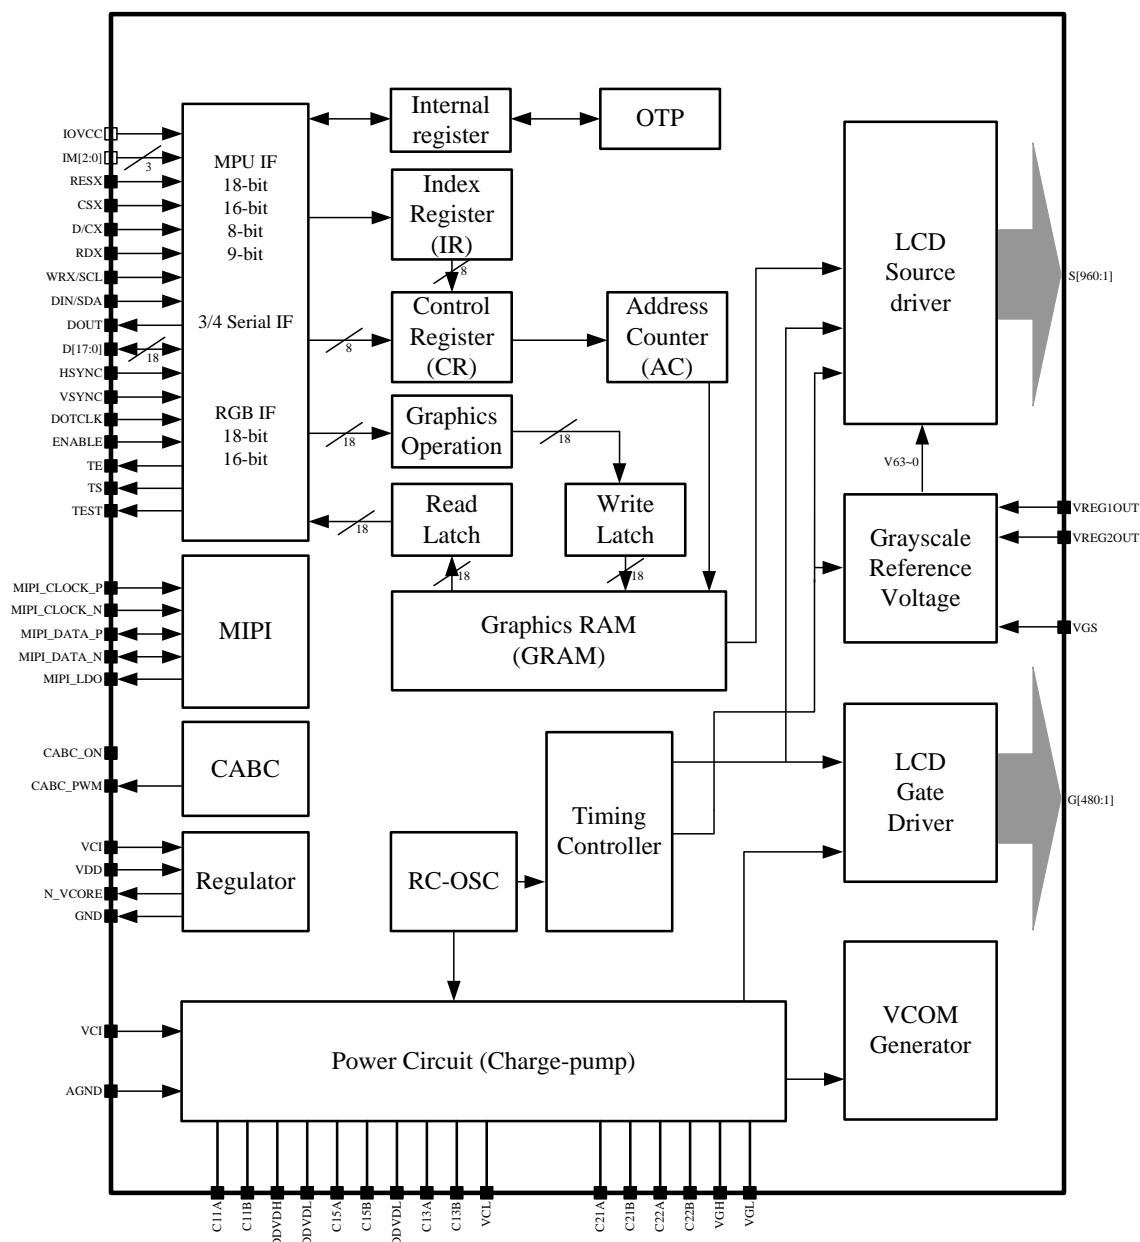 IOVCC
IM[2:0]
3
RESX
CSX
D/CX
RDX
WRX/SCL
DIN/SDA
DOUT
D[17:0]
18
HSYNC
VSYNC
DOTCLK
ENABLE
TE
TS
TEST
MPU IF
18-bit
16-bit
8-bit
9-bit
3/4 Serial IF
RGB IF
18-bit
16-bit
Internal
register
OTP
Index
Register
(IR)
8
Control
Register
(CR)
8
Address
Counter
(AC)
Graphics
Operation
18
18
Read
Latch
18
Write
Latch
18
18
Graphics RAM
(GRAM)
LCD
Source
driver
S[960:1]
V63~0
Grayscale
Reference
Voltage
VREG1OUT
VREG2OUT
VGS
MIPI_CLOCK_P
MIPI_CLOCK_N
MIPI_DATA_P
MIPI_DATA_N
MIPI_LDO
MIPI
CABC_ON
CABC_PWM
CABC
VCI
VDD
N_VCORE
GND
Regulator
RC-OSC
Timing
Controller
LCD
Gate
Driver
G[480:1]
VCI
AGND
Power Circuit (Charge-pump)
VCOM
Generator
C11A
C11B
DDVDH
DDVDL
C15A
C15B
DDVDL
C13A
C13B
VCL
C21A
C21B
C22A
C22B
VGH
VGL